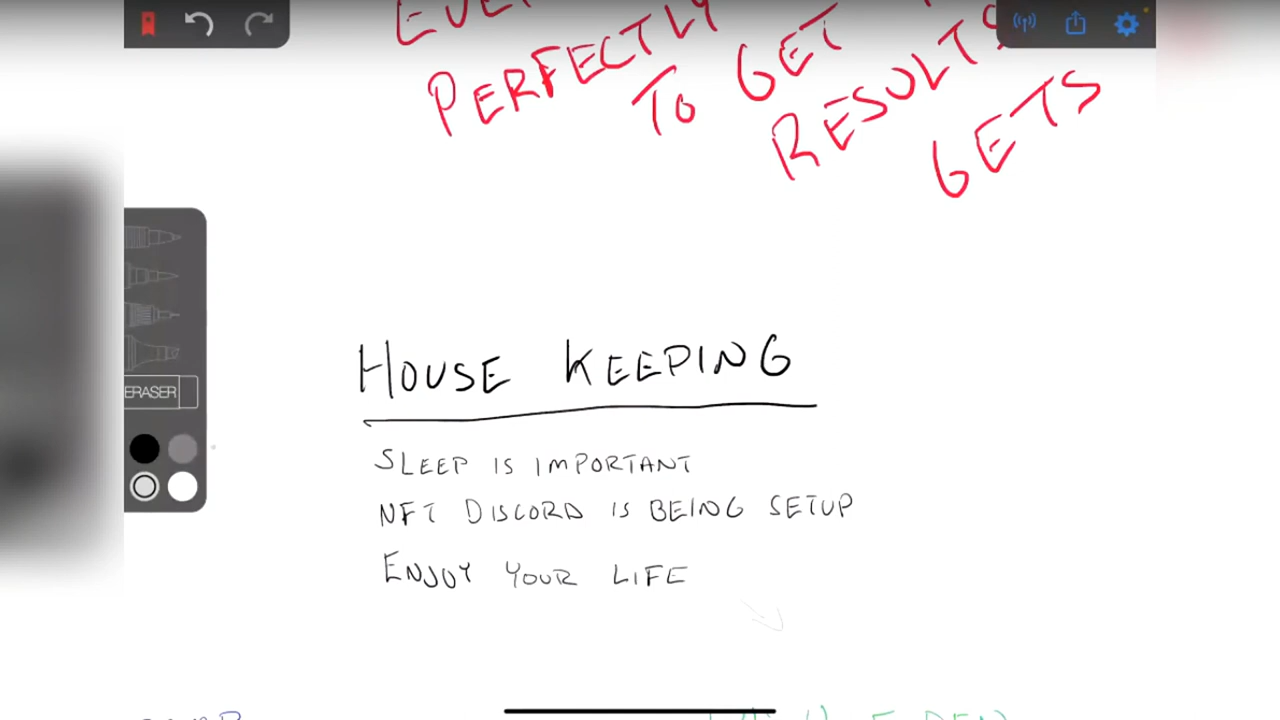 PERFECTLY
TO GET
RESULTS
GETS
HOUSE KEEPING
SLEEP IS IMPORTANT
NFT DISCORD IS BEING SETUP
ENJOY YOUR LIFE
ERASER